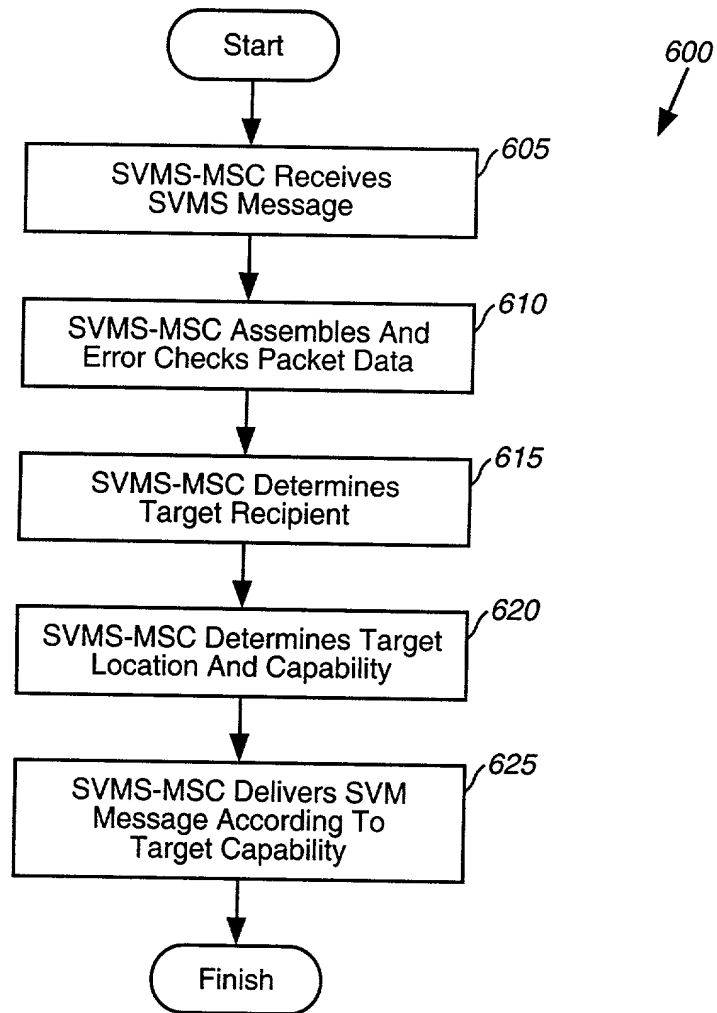 Start
600
605
SVMS-MSC Receives
SVMS Message
610
SVMS-MSC Assembles And
Error Checks Packet Data
615
SVMS-MSC Determines
Target Recipient
620
SVMS-MSC Determines Target
Location And Capability
625
SVMS-MSC Delivers SVM
Message According To
Target Capability
Finish